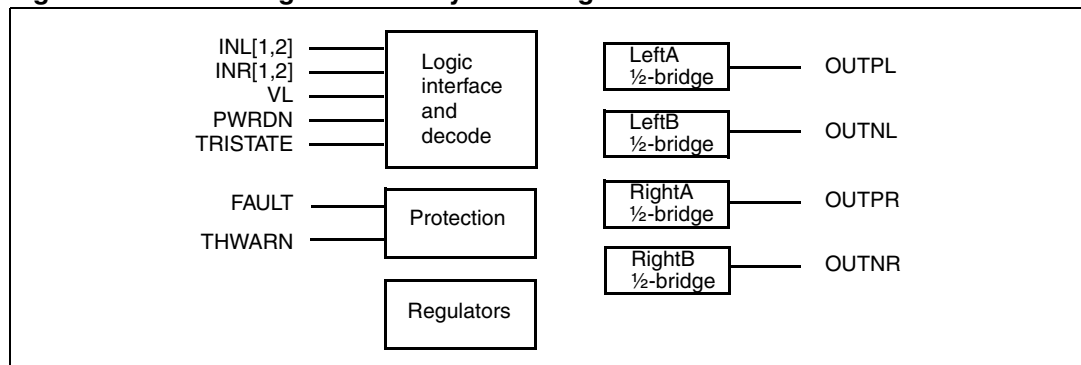 INL[1,2]
INR[1,2]
VL
PWRDN
TRISTATE
Logic
interface
and
decode
FAULT
THWARN
Protection
Regulators
LeftA
½-bridge
OUTPL
LeftB
½-bridge
OUTNL
RightA
½-bridge
OUTPR
RightB
½-bridge
OUTNR